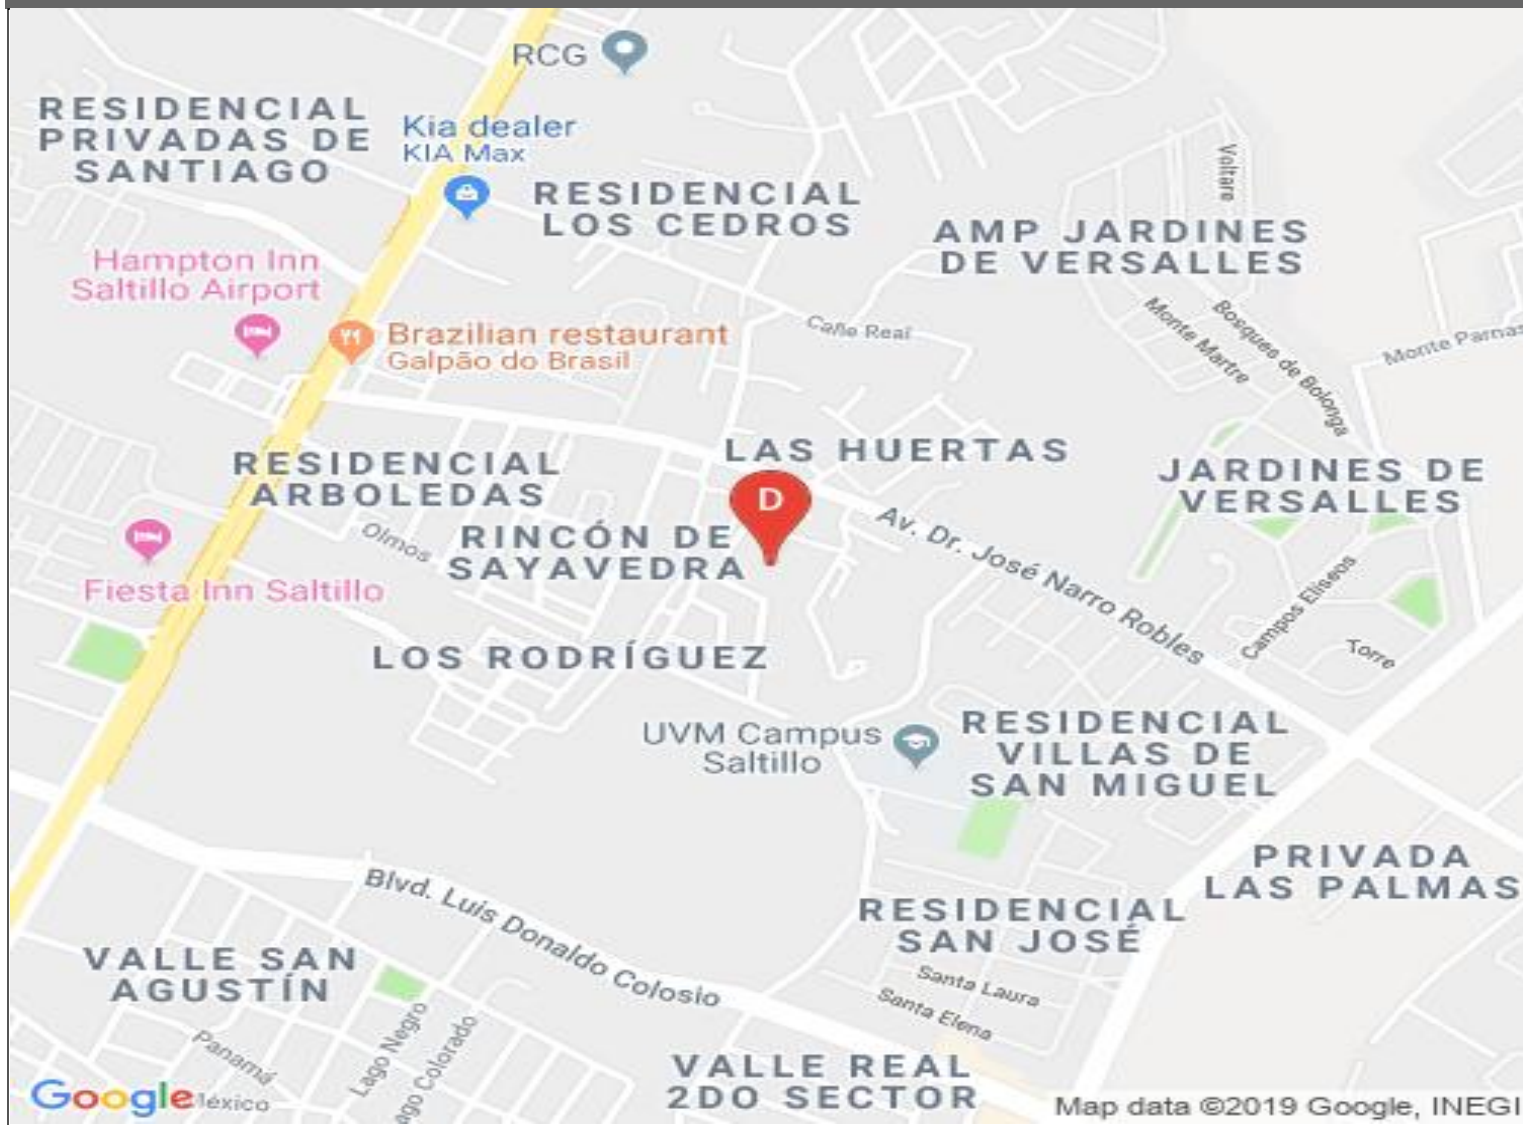 RCG
RESIDENCIAL
PRIVADAS DE
SANTIAGO
Kia dealer
KIA Max
RESIDENCIAL
LOS CEDROS
Voltare
AMP JARDINES
DE VERSALLES
Hampton Inn
Saltillo Airport
Brazilian restaurant
Galpão do Brasil
Calle Real
Monte Martre
Bosques de Bolonga
Monte Parnas
LAS HUERTAS
RESIDENCIAL
ARBOLEDAS
JARDINES DE
VERSALLES
D
Olmos
RINCÓN DE
SAYAVEDRA
Av. Dr. José Narro Robles
Fiesta Inn Saltillo
Campos Eliseos
Torre
LOS RODRÍGUEZ
UVM Campus
Saltillo
RESIDENCIAL
VILLAS DE
SAN MIGUEL
PRIVADA
LAS PALMAS
Blvd. Luis Donaldo Colosio
RESIDENCIAL
SAN JOSÉ
VALLE SAN
AGUSTÍN
Santa Laura
Santa Elena
Panamá
Lago Negro
ago Colorado
VALLE REAL
2DO SECTOR
Google
léxico
Map data ©2019 Google, INEGI